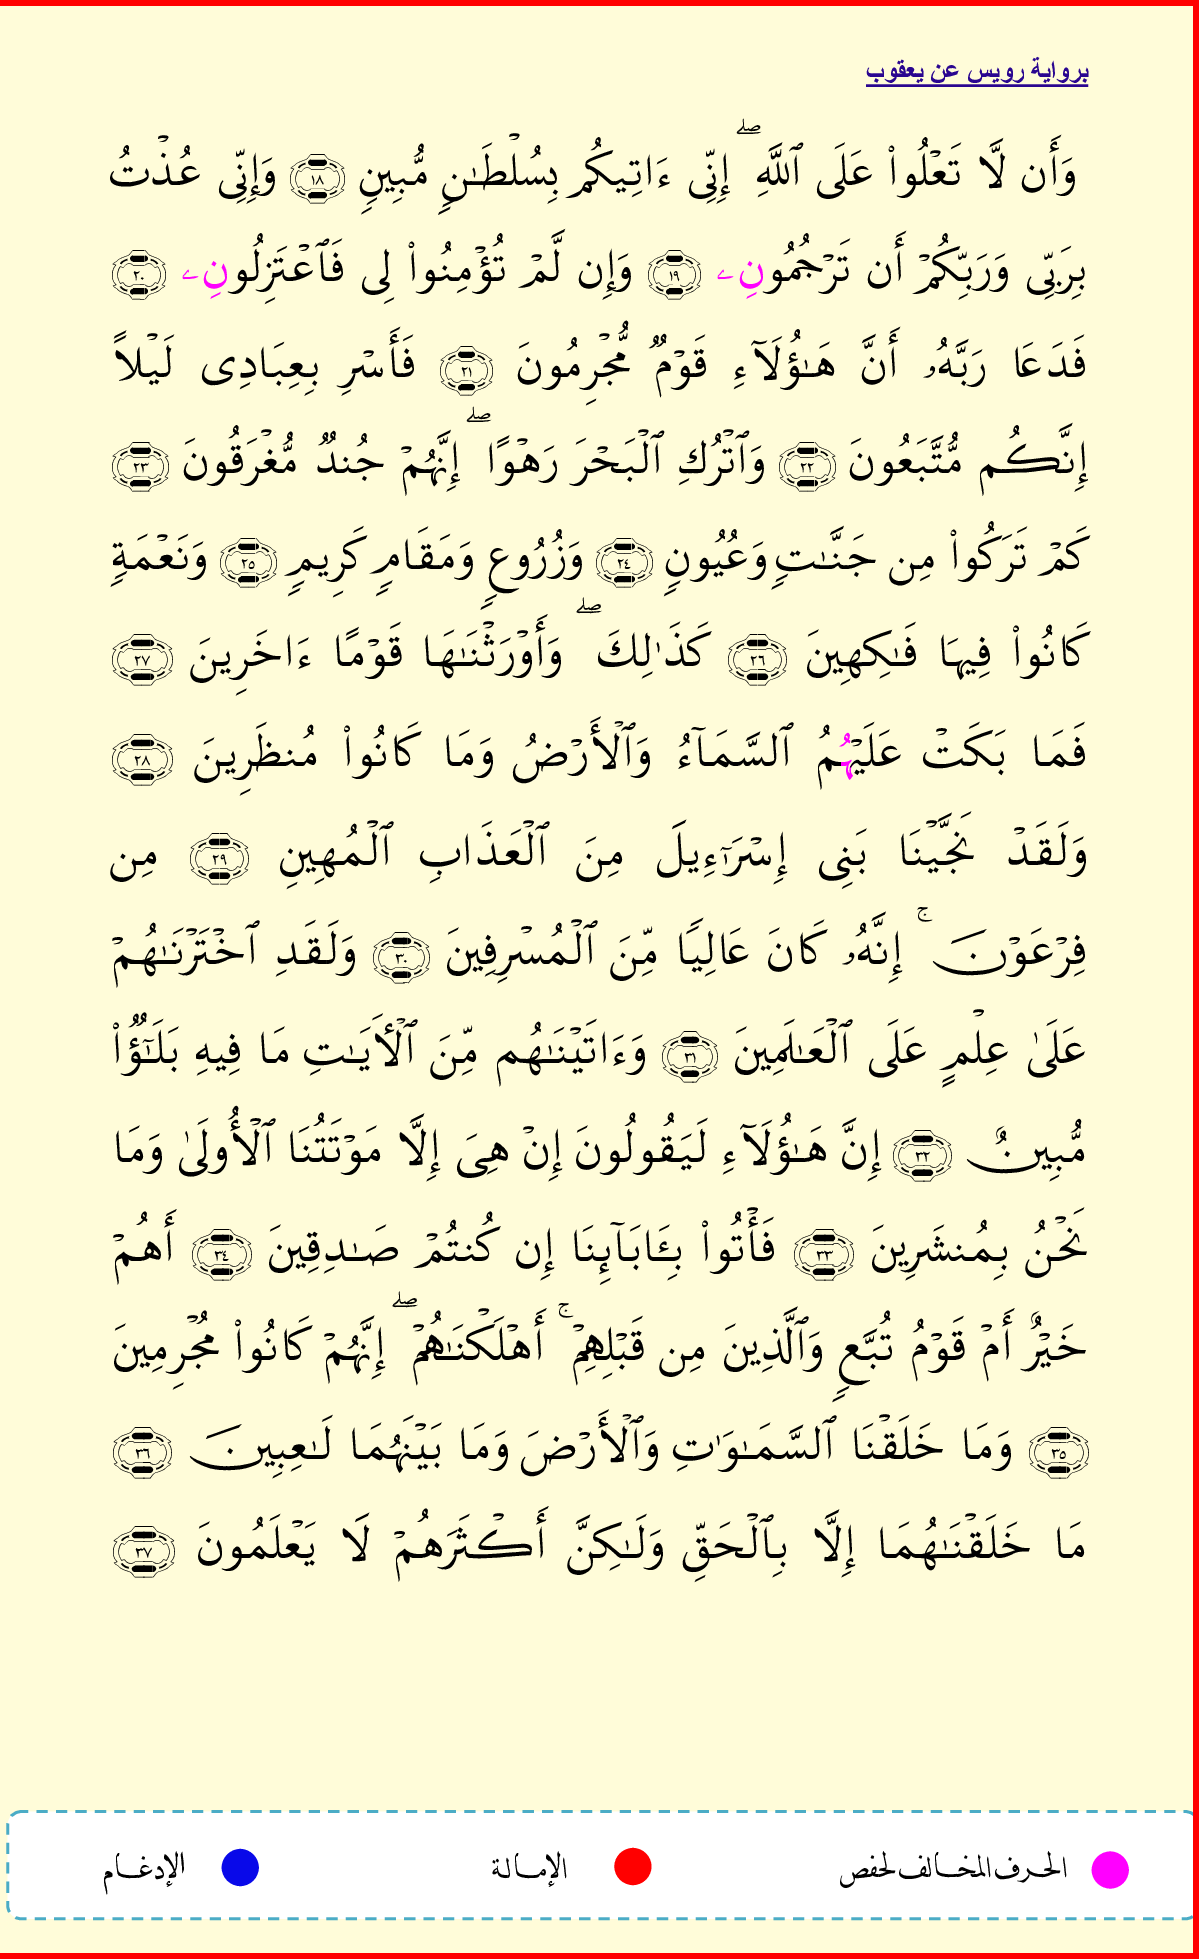 برواية رويس عن يعقوب
وَأَن لَّا تَعْلُوا۟ عَلَى ٱللَّهِ ۖ إِنِّى ءَاتِيكُم بِسُلْطَـٰنٍ مُّبِينٍ ١٨ وَإِنِّى عُذْتُ
بِرَبِّى وَرَبِّكُمْ أَن تَرْجُمُونِۦ ١٩ وَإِن لَّمْ تُؤْمِنُوا۟ لِى فَٱعْتَزِلُونِۦ ٢٠
فَدَعَا رَبَّهُۥ أَنَّ هَـٰؤُلَآءِ قَوْمٌ مُّجْرِمُونَ ٢١ فَأَسْرِ بِعِبَادِى لَيْلاً
إِنَّكُم مُّتَّبَعُونَ ٢٢ وَٱتْرُكِ ٱلْبَحْرَ رَهْوًا ۖ إِنَّهُمْ جُندٌ مُّغْرَقُونَ ٢٣
كَمْ تَرَكُوا۟ مِن جَنَّـٰتٍ وَعُيُونٍ ٢٤ وَزُرُوعٍ وَمَقَامٍ كَرِيمٍ ٢٥ وَنَعْمَةٍ
كَانُوا۟ فِيهَا فَـٰكِهِينَ ٢٦ كَذَٰلِكَ ۖ وَأَوْرَثْنَـٰهَا قَوْمًا ءَاخَرِينَ ٢٧
فَمَا بَكَتْ عَلَيْهُمُ ٱلسَّمَآءُ وَٱلْأَرْضُ وَمَا كَانُوا۟ مُنظَرِينَ ٢٨
وَلَقَدْ نَجَّيْنَا بَنِى إِسْرَٰٓءِيلَ مِنَ ٱلْعَذَابِ ٱلْمُهِينِ ٢٩ مِن
فِرْعَوْنَ ۚ إِنَّهُۥ كَانَ عَالِيًا مِّنَ ٱلْمُسْرِفِينَ ٣٠ وَلَقَدِ ٱخْتَرْنَـٰهُمْ
عَلَىٰ عِلْمٍ عَلَى ٱلْعَـٰلَمِينَ ٣١ وَءَاتَيْنَـٰهُم مِّنَ ٱلْأَيَـٰتِ مَا فِيهِ بَلَـٰٓؤٌا۟
مُّبِينٌ ٣٢ إِنَّ هَـٰؤُلَآءِ لَيَقُولُونَ إِنْ هِىَ إِلَّا مَوْتَتُنَا ٱلْأُولَىٰ وَمَا
نَحْنُ بِمُنشَرِينَ ٣٣ فَأْتُوا۟ بِـَٔابَآئِنَا إِن كُنتُمْ صَـٰدِقِينَ ٣٤ أَهُمْ
خَيْرٌ أَمْ قَوْمُ تُبَّعٍ وَٱلَّذِينَ مِن قَبْلِهِمْ ۚ أَهْلَكْنَـٰهُمْ ۖ إِنَّهُمْ كَانُوا۟ مُجْرِمِينَ
٣٥ وَمَا خَلَقْنَا ٱلسَّمَـٰوَٰتِ وَٱلْأَرْضَ وَمَا بَيْنَهُمَا لَـٰعِبِينَ ٣٦
مَا خَلَقْنَـٰهُمَا إِلَّا بِٱلْحَقِّ وَلَـٰكِنَّ أَكْثَرَهُمْ لَا يَعْلَمُونَ ٣٧
الحرف المخالف لحفص الإمالة الإدغام